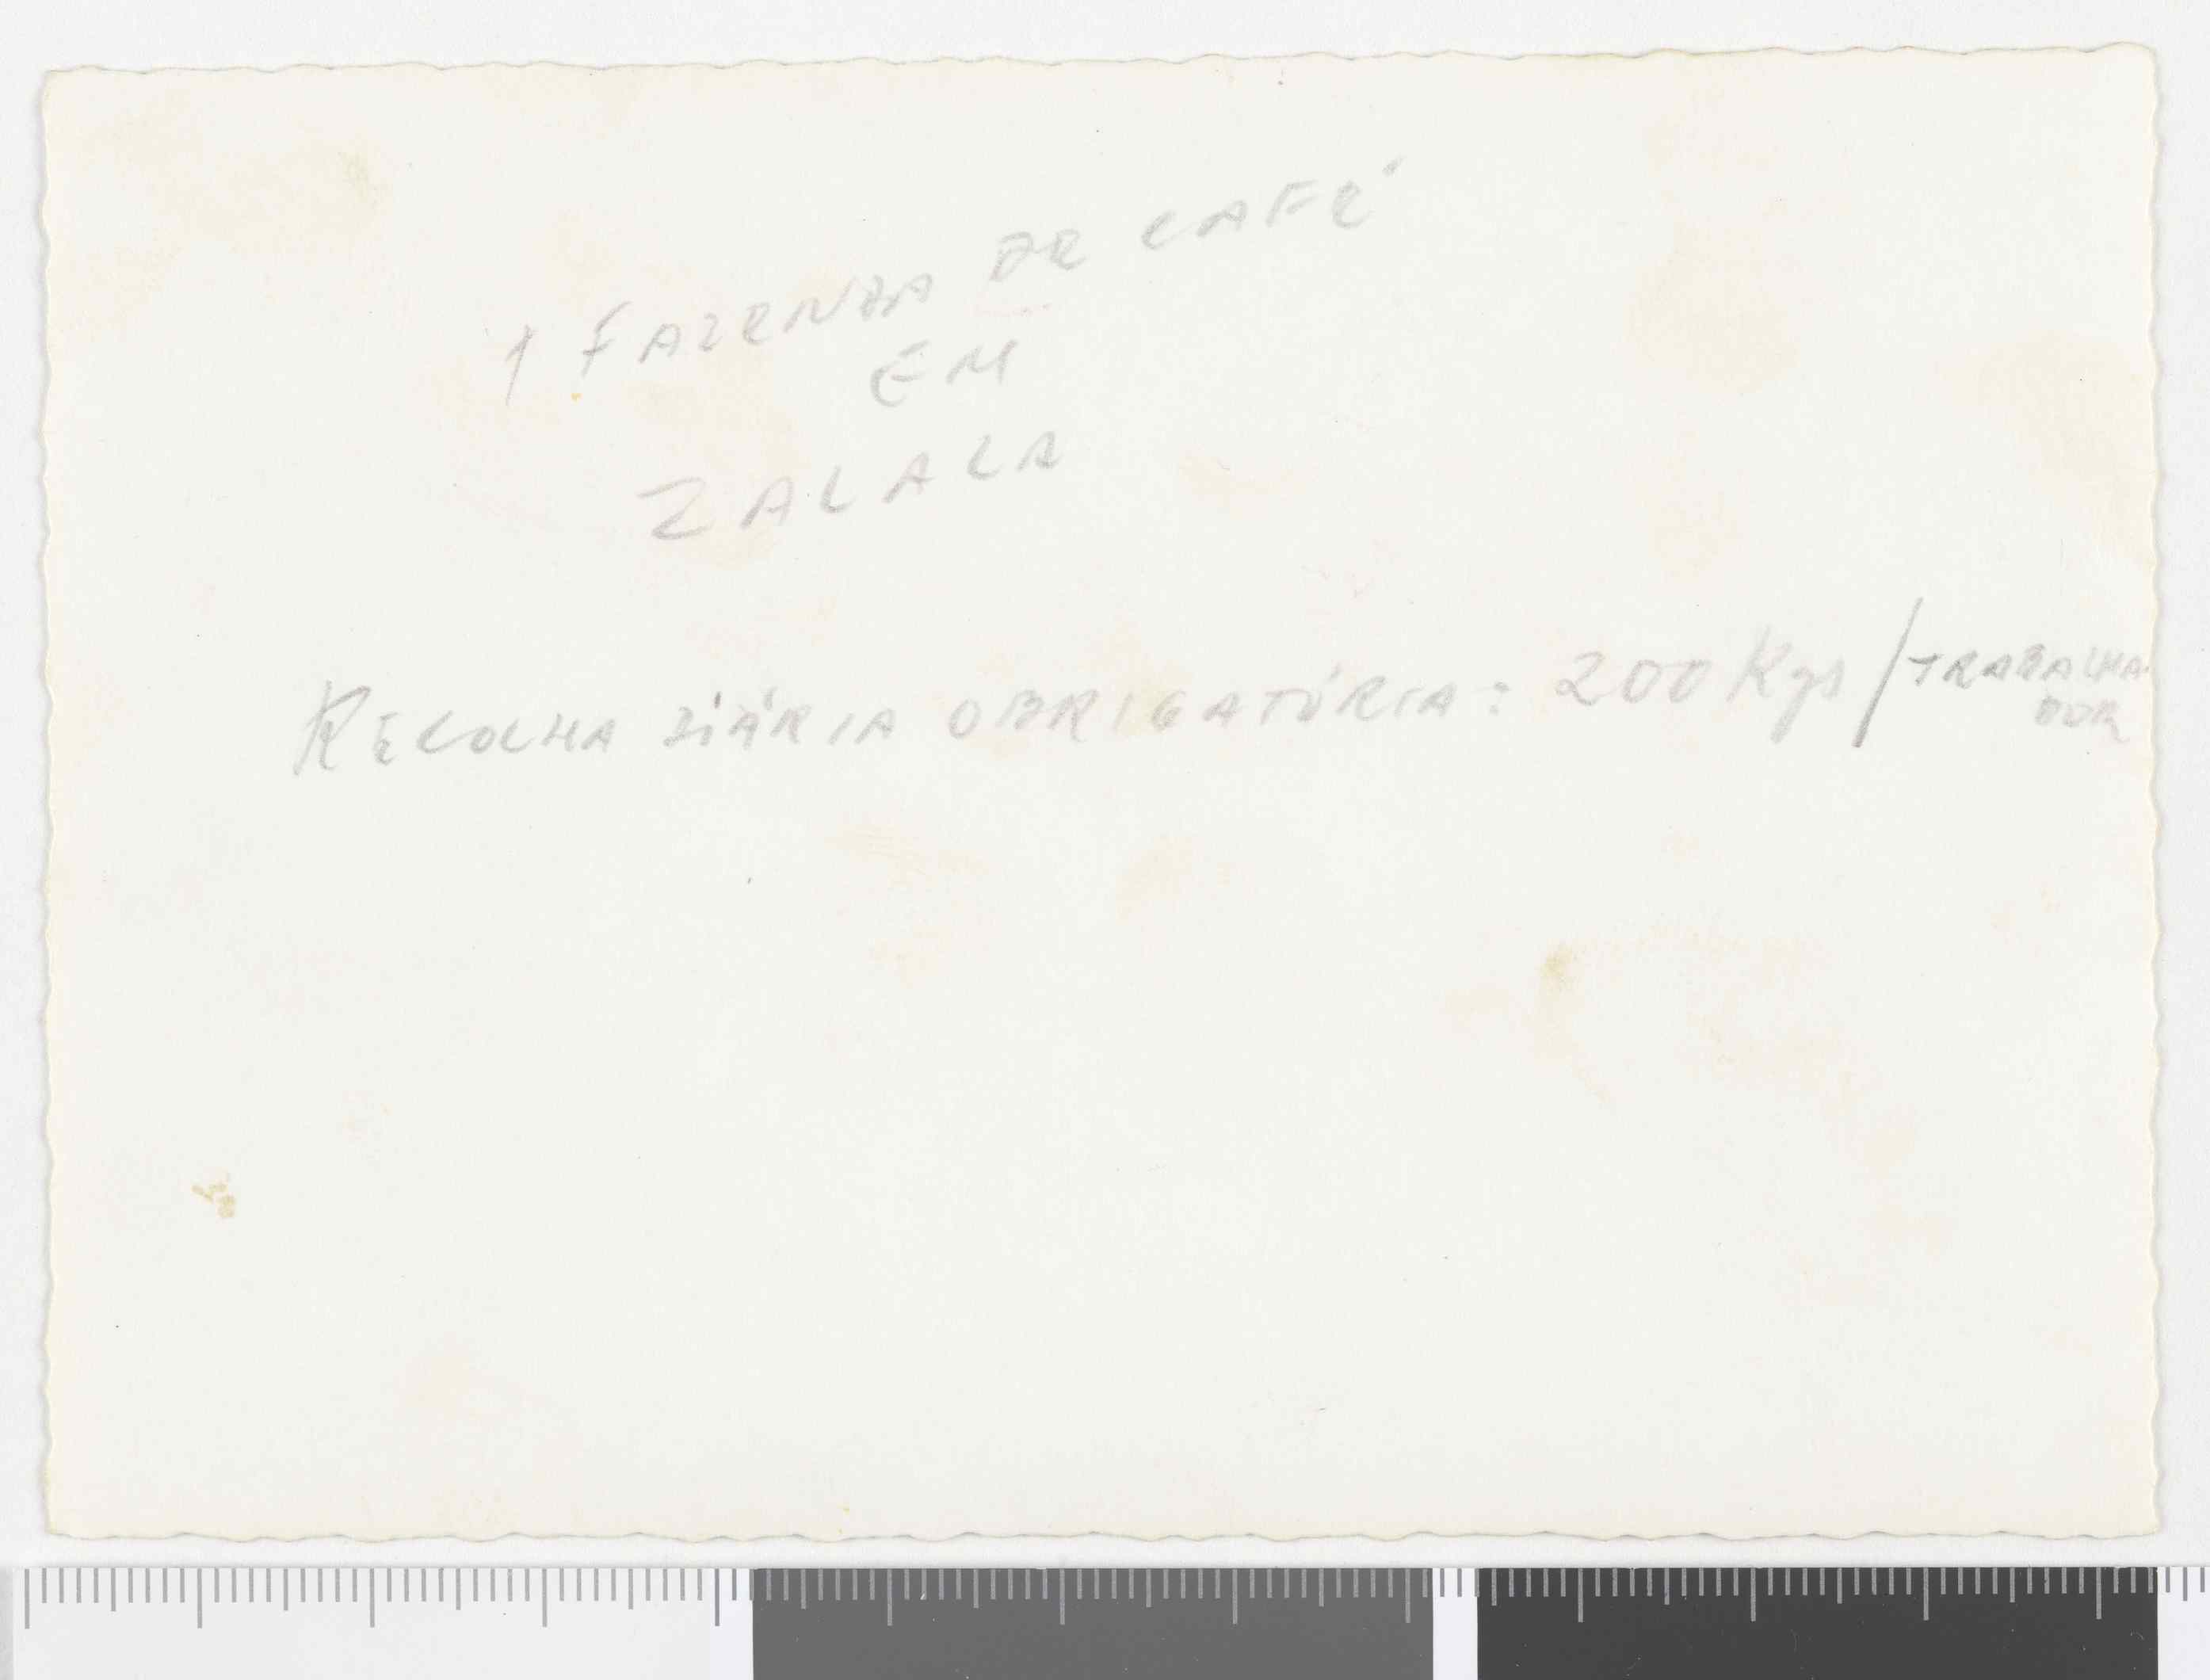 1 FAZENDA DE CAFÉ
EM
ZALALA
RECOLHA DIÁRIA OBRIGATÓRIA: 200 Kgs/TRABALHA
DOR